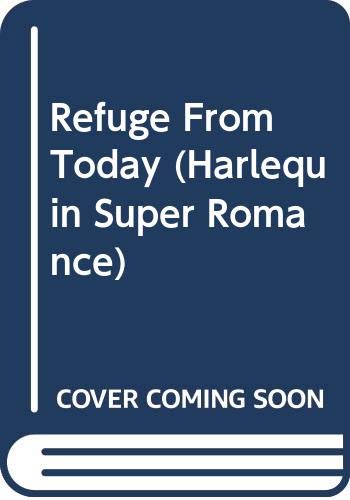 Refuge From
Today (Harlequ
in Super Roma
nce)
COVER COMING SOON